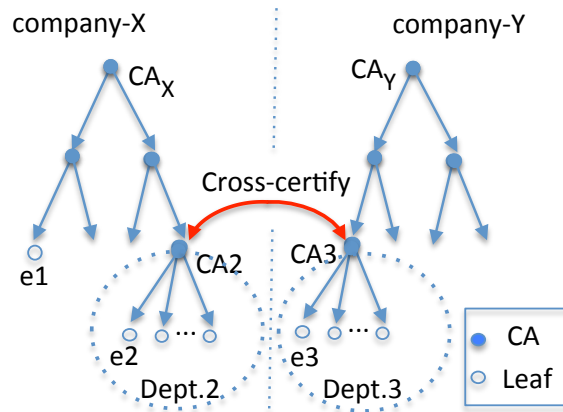 company-X
company-Y
CAX
CAY
Cross-certify
e1
CA2
CA3
...
...
e2
e3
Dept.2
Dept.3
CA
Leaf